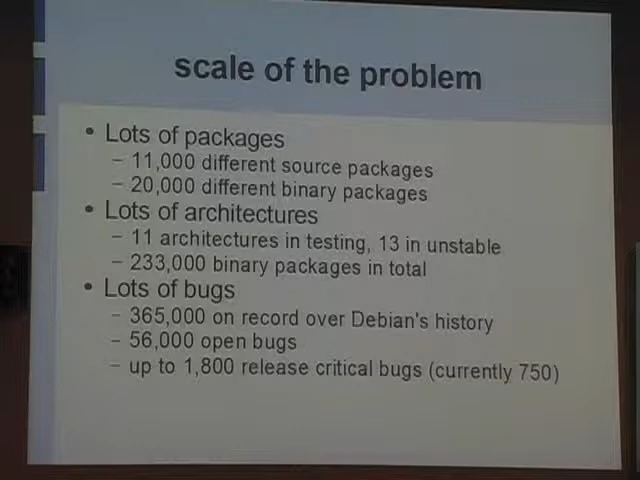 scale of the problem
• Lots of packages
– 11,000 different source packages
– 20,000 different binary packages
• Lots of architectures
– 11 architectures in testing, 13 in unstable
– 233,000 binary packages in total
• Lots of bugs
– 365,000 on record over Debian's history
– 56,000 open bugs
– up to 1,800 release critical bugs (currently 750)